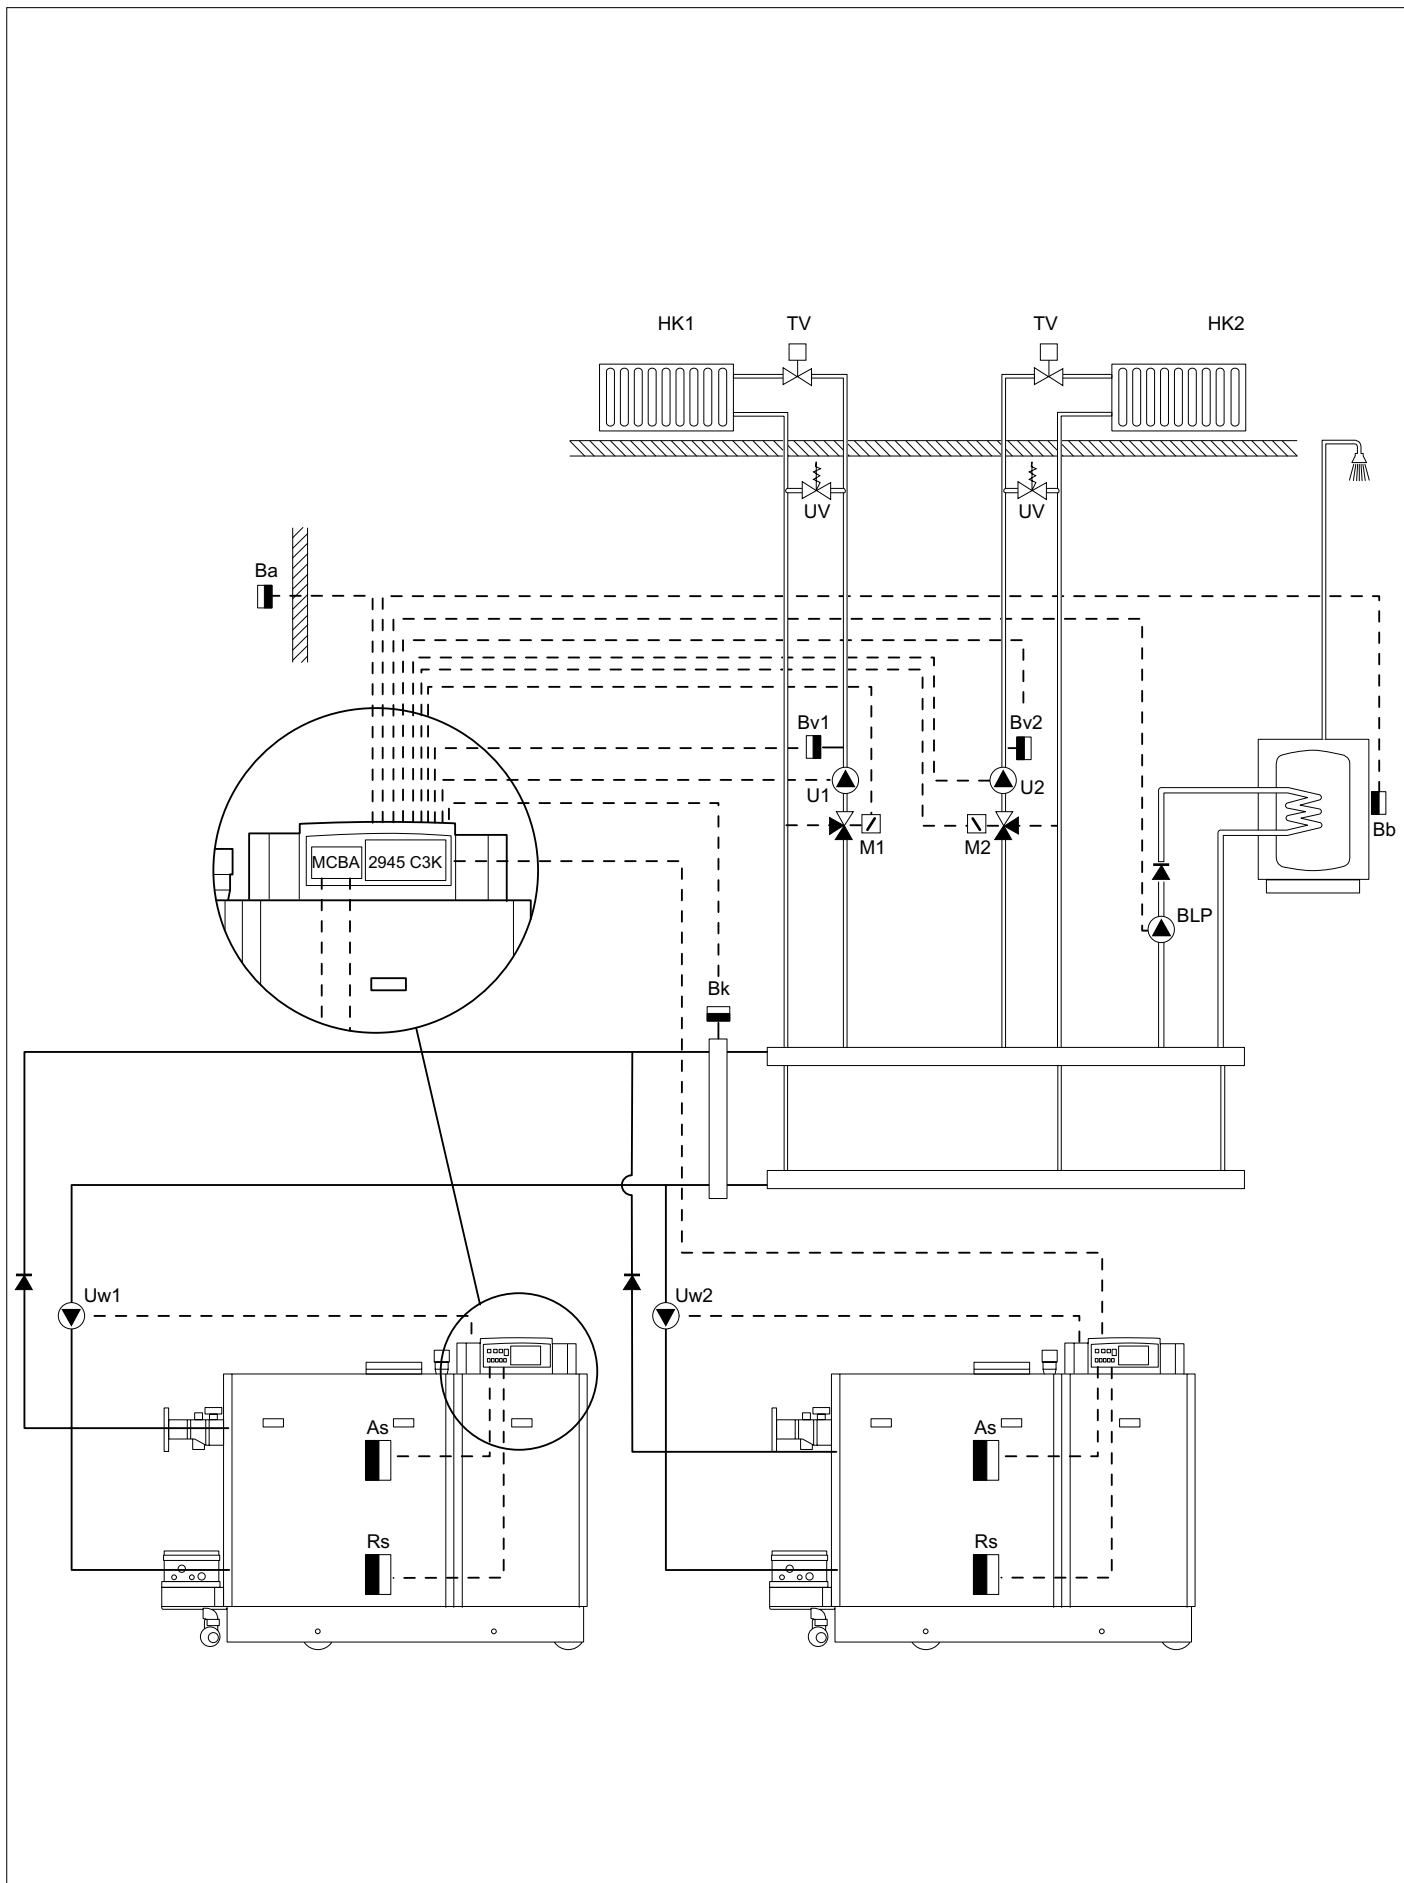 HK1 TV TV HK2
UV UV
Ba
Bv1 Bv2
U1 U2
Bb
M1 M2
MCBA 2945 C3K
BLP
Bk
Uw1 Uw2
As As
Rs Rs